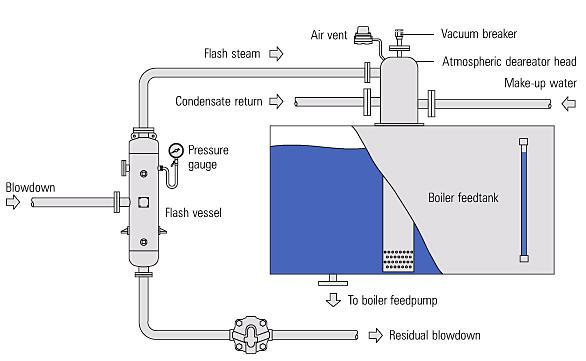 Air vent
Vacuum breaker
Flash steam
Atmospheric deareator head
Make-up water
Condensate return
Pressure
gauge
Blowdown
Flash vessel
Boiler feedtank
To boiler feedpump
Residual blowdown